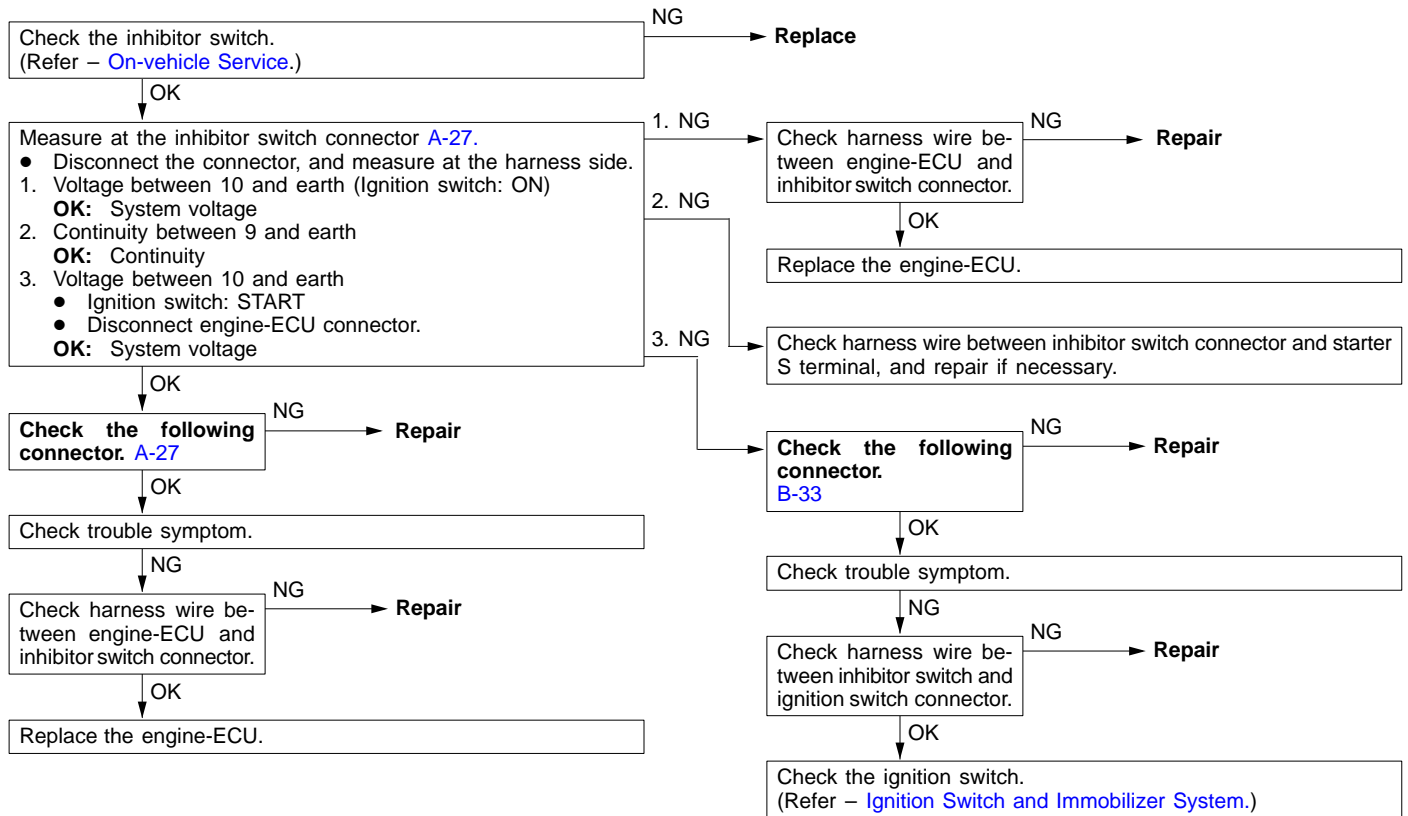 Check the inhibitor switch.
(Refer – On-vehicle Service.)
NG
Replace
OK
Measure at the inhibitor switch connector A-27.
● Disconnect the connector, and measure at the harness side.
1. Voltage between 10 and earth (Ignition switch: ON)
OK: System voltage
2. Continuity between 9 and earth
OK: Continuity
3. Voltage between 10 and earth
● Ignition switch: START
● Disconnect engine-ECU connector.
OK: System voltage
1. NG
Check harness wire be-
tween engine-ECU and
inhibitor switch connector.
NG
Repair
OK
Replace the engine-ECU.
2. NG
Check harness wire between inhibitor switch connector and starter
S terminal, and repair if necessary.
3. NG
Check the following
connector.
B-33
NG
Repair
OK
Check trouble symptom.
NG
Check harness wire be-
tween inhibitor switch and
ignition switch connector.
NG
Repair
OK
Check the ignition switch.
(Refer – Ignition Switch and Immobilizer System.)
OK
Check the following
connector. A-27
NG
Repair
OK
Check trouble symptom.
NG
Check harness wire be-
tween engine-ECU and
inhibitor switch connector.
NG
Repair
OK
Replace the engine-ECU.